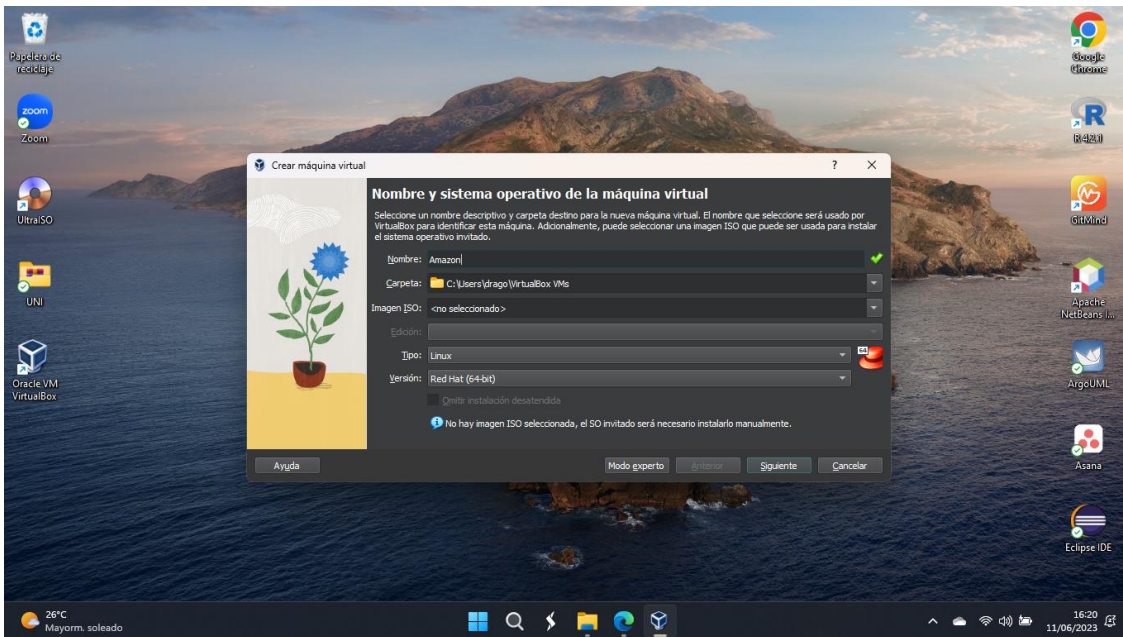 Papelera de
reciclaje
zoom
Zoom
UltraISO
UNI
Oracle VM
VirtualBox
Crear máquina virtual
?
Nombre y sistema operativo de la máquina virtual
Seleccione un nombre descriptivo y carpeta destino para la nueva máquina virtual. El nombre que seleccione será usado por
VirtualBox para identificar esta máquina. Adicionalmente, puede seleccionar una imagen ISO que puede ser usada para instalar
el sistema operativo invitado.
Nombre: Amazon
Carpeta: C:\Users\drago\VirtualBox VMs
Imagen ISO: <no seleccionado>
Edición:
Tipo: Linux
64
Versión: Red Hat (64-bit)
Omitir instalación desatendida
No hay imagen ISO seleccionada, el SO invitado será necesario instalarlo manualmente.
Ayuda
Modo experto
Anterior
Siguiente
Cancelar
Google
Chrome
R
R 4.2.1
GitMind
Apache
NetBeans I...
ArgoUML
Asana
Eclipse IDE
26°C
Mayorm. soleado
16:20
11/06/2023